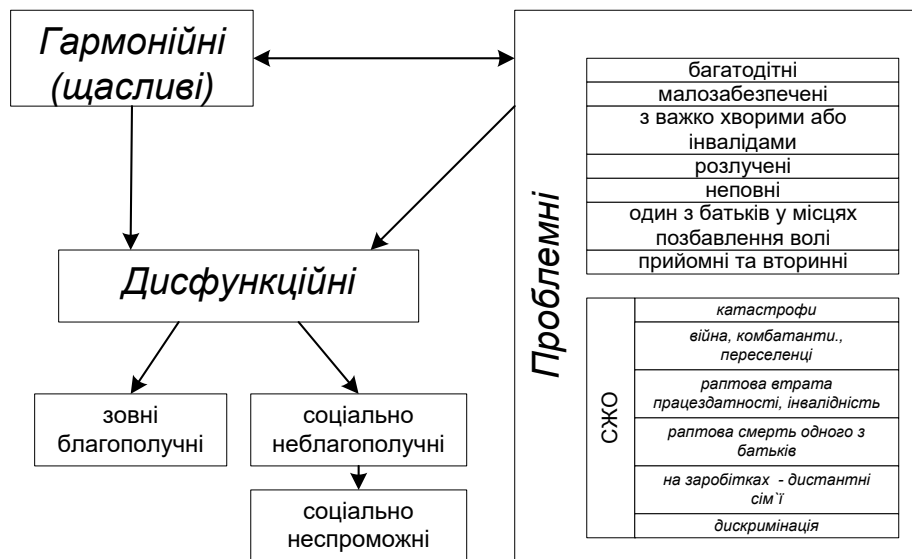 Гармонійні
(щасливі)
Дисфункційні
зовні
благополучні
соціально
неблагополучні
соціально
неспроможні
Проблемні
багатодітні
малозабезпечені
з важко хворими або
інвалідами
розлучені
неповні
один з батьків у місцях
позбавлення волі
прийомні та вторинні
СЖО
катастрофи
війна, комбатанти.,
переселенці
раптова втрата
працездатності, інвалідність
раптова смерть одного з
батьків
на заробітках - дистантні
сім`ї
дискримінація